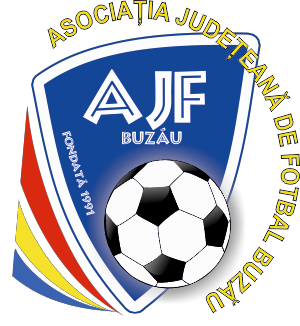 ASOCIAȚIA JUDEȚEANĂ DE FOTBAL BUZĂU
AJF
BUZĂU
FONDATĂ 1991